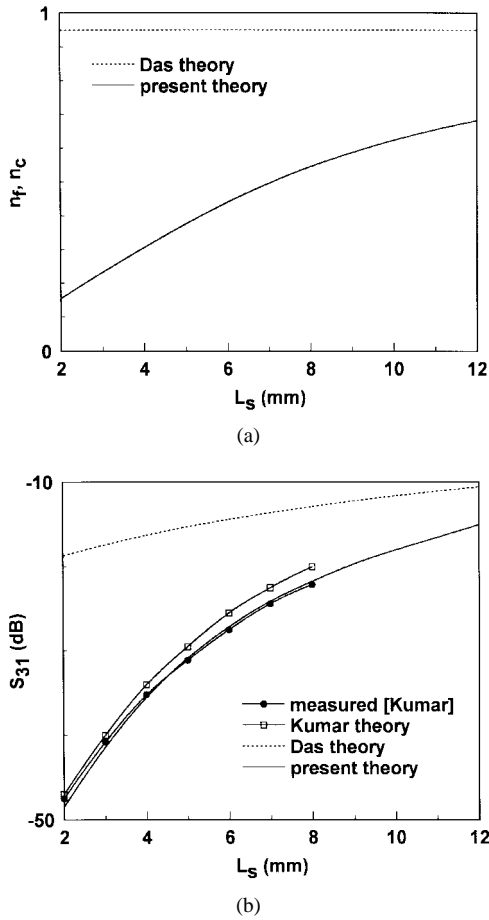 1
Das theory
present theory
n_f, n_c
0
2 4 6 8 10 12
L_s (mm)
(a)
-10
S_31 (dB)
measured [Kumar]
Kumar theory
Das theory
present theory
-50
2 4 6 8 10 12
L_s (mm)
(b)